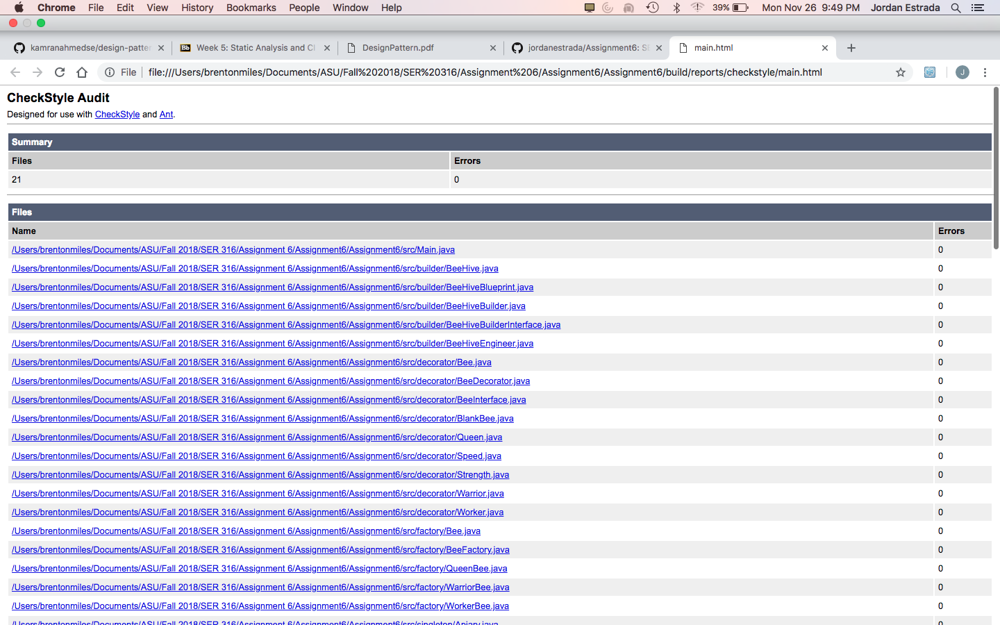 Chrome File Edit View History Bookmarks People Window Help 39% Mon Nov 26 9:49 PM Jordan Estrada
kamranahmedse/design-patter Week 5: Static Analysis and Cl DesignPattern.pdf jordanestrada/Assignment6: SE main.html
File file:///Users/brentonmiles/Documents/ASU/Fall%202018/SER%20316/Assignment%206/Assignment6/Assignment6/build/reports/checkstyle/main.html J
CheckStyle Audit
Designed for use with CheckStyle and Ant.
Summary
Files Errors
21 0
Files
Name Errors
/Users/brentonmiles/Documents/ASU/Fall 2018/SER 316/Assignment 6/Assignment6/Assignment6/src/Main.java 0
/Users/brentonmiles/Documents/ASU/Fall 2018/SER 316/Assignment 6/Assignment6/Assignment6/src/builder/BeeHive.java 0
/Users/brentonmiles/Documents/ASU/Fall 2018/SER 316/Assignment 6/Assignment6/Assignment6/src/builder/BeeHiveBlueprint.java 0
/Users/brentonmiles/Documents/ASU/Fall 2018/SER 316/Assignment 6/Assignment6/Assignment6/src/builder/BeeHiveBuilder.java 0
/Users/brentonmiles/Documents/ASU/Fall 2018/SER 316/Assignment 6/Assignment6/Assignment6/src/builder/BeeHiveBuilderInterface.java 0
/Users/brentonmiles/Documents/ASU/Fall 2018/SER 316/Assignment 6/Assignment6/Assignment6/src/builder/BeeHiveEngineer.java 0
/Users/brentonmiles/Documents/ASU/Fall 2018/SER 316/Assignment 6/Assignment6/Assignment6/src/decorator/Bee.java 0
/Users/brentonmiles/Documents/ASU/Fall 2018/SER 316/Assignment 6/Assignment6/Assignment6/src/decorator/BeeDecorator.java 0
/Users/brentonmiles/Documents/ASU/Fall 2018/SER 316/Assignment 6/Assignment6/Assignment6/src/decorator/BeeInterface.java 0
/Users/brentonmiles/Documents/ASU/Fall 2018/SER 316/Assignment 6/Assignment6/Assignment6/src/decorator/BlankBee.java 0
/Users/brentonmiles/Documents/ASU/Fall 2018/SER 316/Assignment 6/Assignment6/Assignment6/src/decorator/Queen.java 0
/Users/brentonmiles/Documents/ASU/Fall 2018/SER 316/Assignment 6/Assignment6/Assignment6/src/decorator/Speed.java 0
/Users/brentonmiles/Documents/ASU/Fall 2018/SER 316/Assignment 6/Assignment6/Assignment6/src/decorator/Strength.java 0
/Users/brentonmiles/Documents/ASU/Fall 2018/SER 316/Assignment 6/Assignment6/Assignment6/src/decorator/Warrior.java 0
/Users/brentonmiles/Documents/ASU/Fall 2018/SER 316/Assignment 6/Assignment6/Assignment6/src/decorator/Worker.java 0
/Users/brentonmiles/Documents/ASU/Fall 2018/SER 316/Assignment 6/Assignment6/Assignment6/src/factory/Bee.java 0
/Users/brentonmiles/Documents/ASU/Fall 2018/SER 316/Assignment 6/Assignment6/Assignment6/src/factory/BeeFactory.java 0
/Users/brentonmiles/Documents/ASU/Fall 2018/SER 316/Assignment 6/Assignment6/Assignment6/src/factory/QueenBee.java 0
/Users/brentonmiles/Documents/ASU/Fall 2018/SER 316/Assignment 6/Assignment6/Assignment6/src/factory/WarriorBee.java 0
/Users/brentonmiles/Documents/ASU/Fall 2018/SER 316/Assignment 6/Assignment6/Assignment6/src/factory/WorkerBee.java 0
/Users/brentonmiles/Documents/ASU/Fall 2018/SER 316/Assignment 6/Assignment6/Assignment6/src/singleton/Apiary.java 0